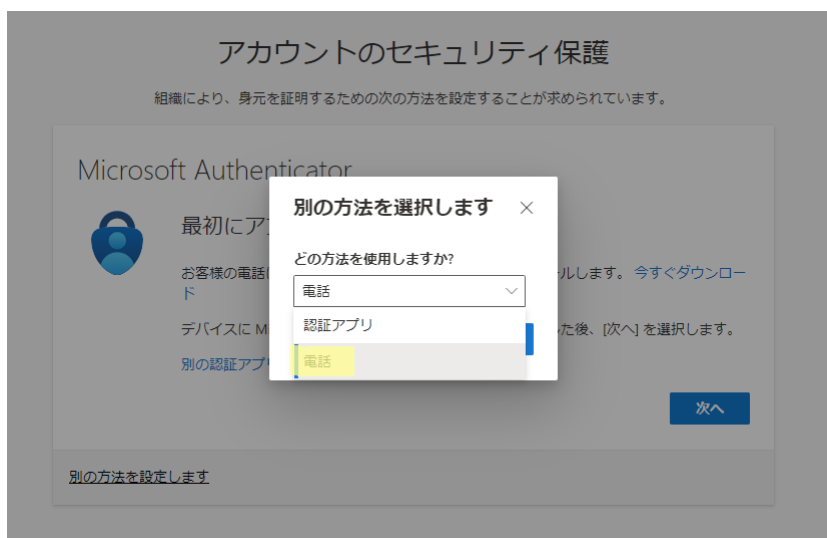 アカウントのセキュリティ保護
組織により、身元を証明するための次の方法を設定することが求められています。
Microsoft Authenticator
別の方法を選択します
最初にア
どの方法を使用しますか?
お客様の電話
ルします。 今すぐダウンロー
ド
電話
認証アプリ
デバイスに M
た後、[次へ] を選択します。
電話
別の認証アプ
次へ
別の方法を設定します